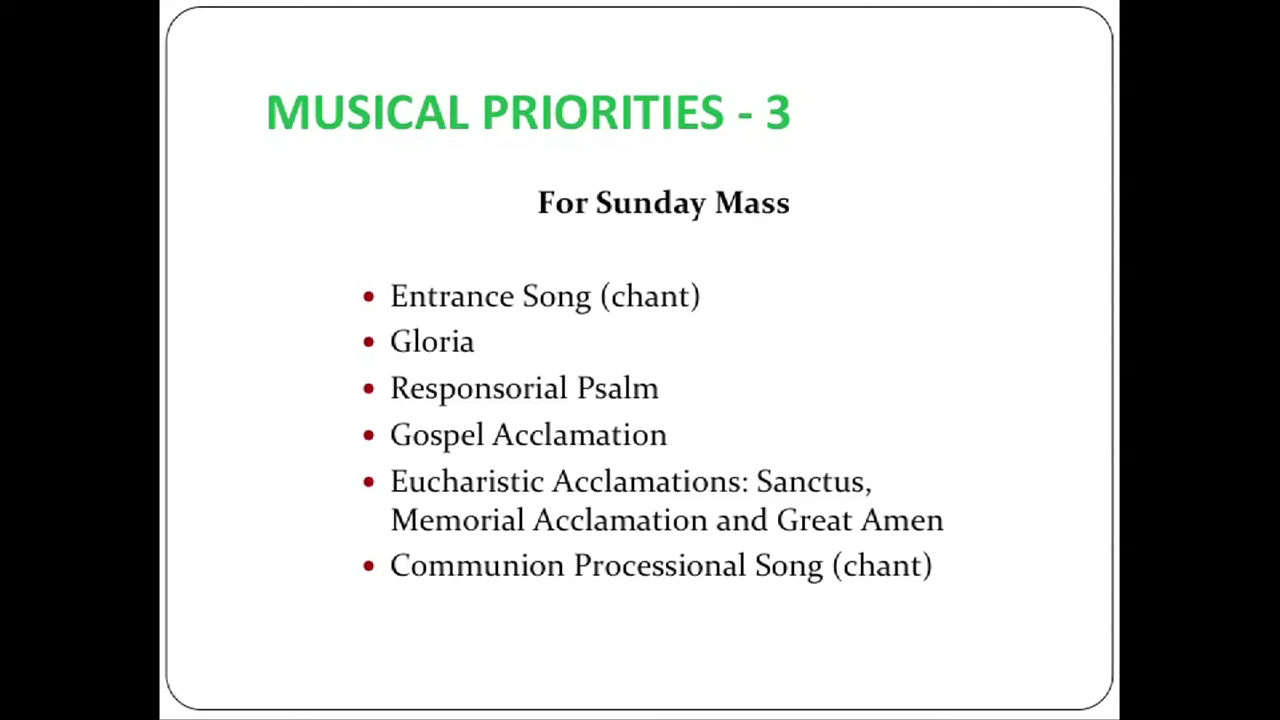 MUSICAL PRIORITIES - 3
For Sunday Mass
• Entrance Song (chant)
• Gloria
• Responsorial Psalm
• Gospel Acclamation
• Eucharistic Acclamations: Sanctus,
Memorial Acclamation and Great Amen
• Communion Processional Song (chant)